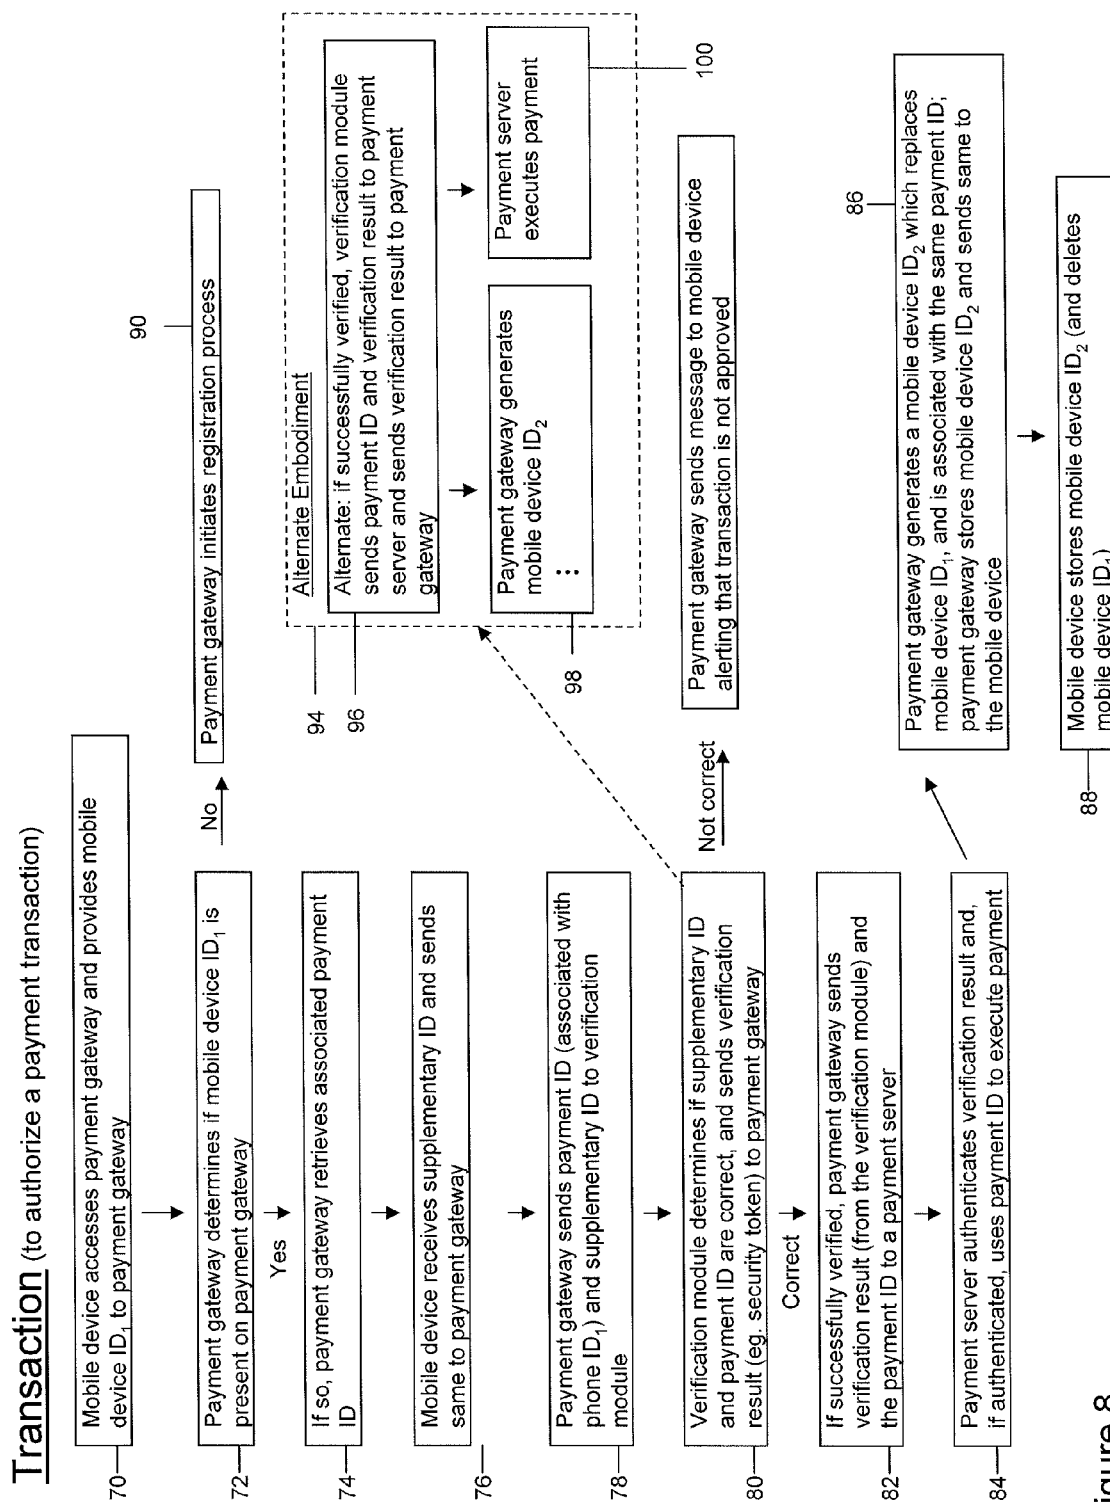 Transaction (to authorize a payment transaction)
70
Mobile device accesses payment gateway and provides mobile
device ID1 to payment gateway
72
Payment gateway determines if mobile device ID1 is
present on payment gateway
No
90
Payment gateway initiates registration process
Yes
74
If so, payment gateway retrieves associated payment
ID
76
Mobile device receives supplementary ID and sends
same to payment gateway
78
Payment gateway sends payment ID (associated with
phone ID1) and supplementary ID to verification
module
80
Verification module determines if supplementary ID
and payment ID are correct, and sends verification
result (eg. security token) to payment gateway
94
Alternate Embodiment
96
Alternate: if successfully verified, verification module
sends payment ID and verification result to payment
server and sends verification result to payment
gateway
98
Payment gateway generates
mobile device ID2
⋮
Payment server
executes payment
100
Not correct
Payment gateway sends message to mobile device
alerting that transaction is not approved
Correct
82
If successfully verified, payment gateway sends
verification result (from the verification module) and
the payment ID to a payment server
84
Payment server authenticates verification result and,
if authenticated, uses payment ID to execute payment
86
Payment gateway generates a mobile device ID2 which replaces
mobile device ID1, and is associated with the same payment ID;
payment gateway stores mobile device ID2 and sends same to
the mobile device
88
Mobile device stores mobile device ID2 (and deletes
mobile device ID1)
igure 8